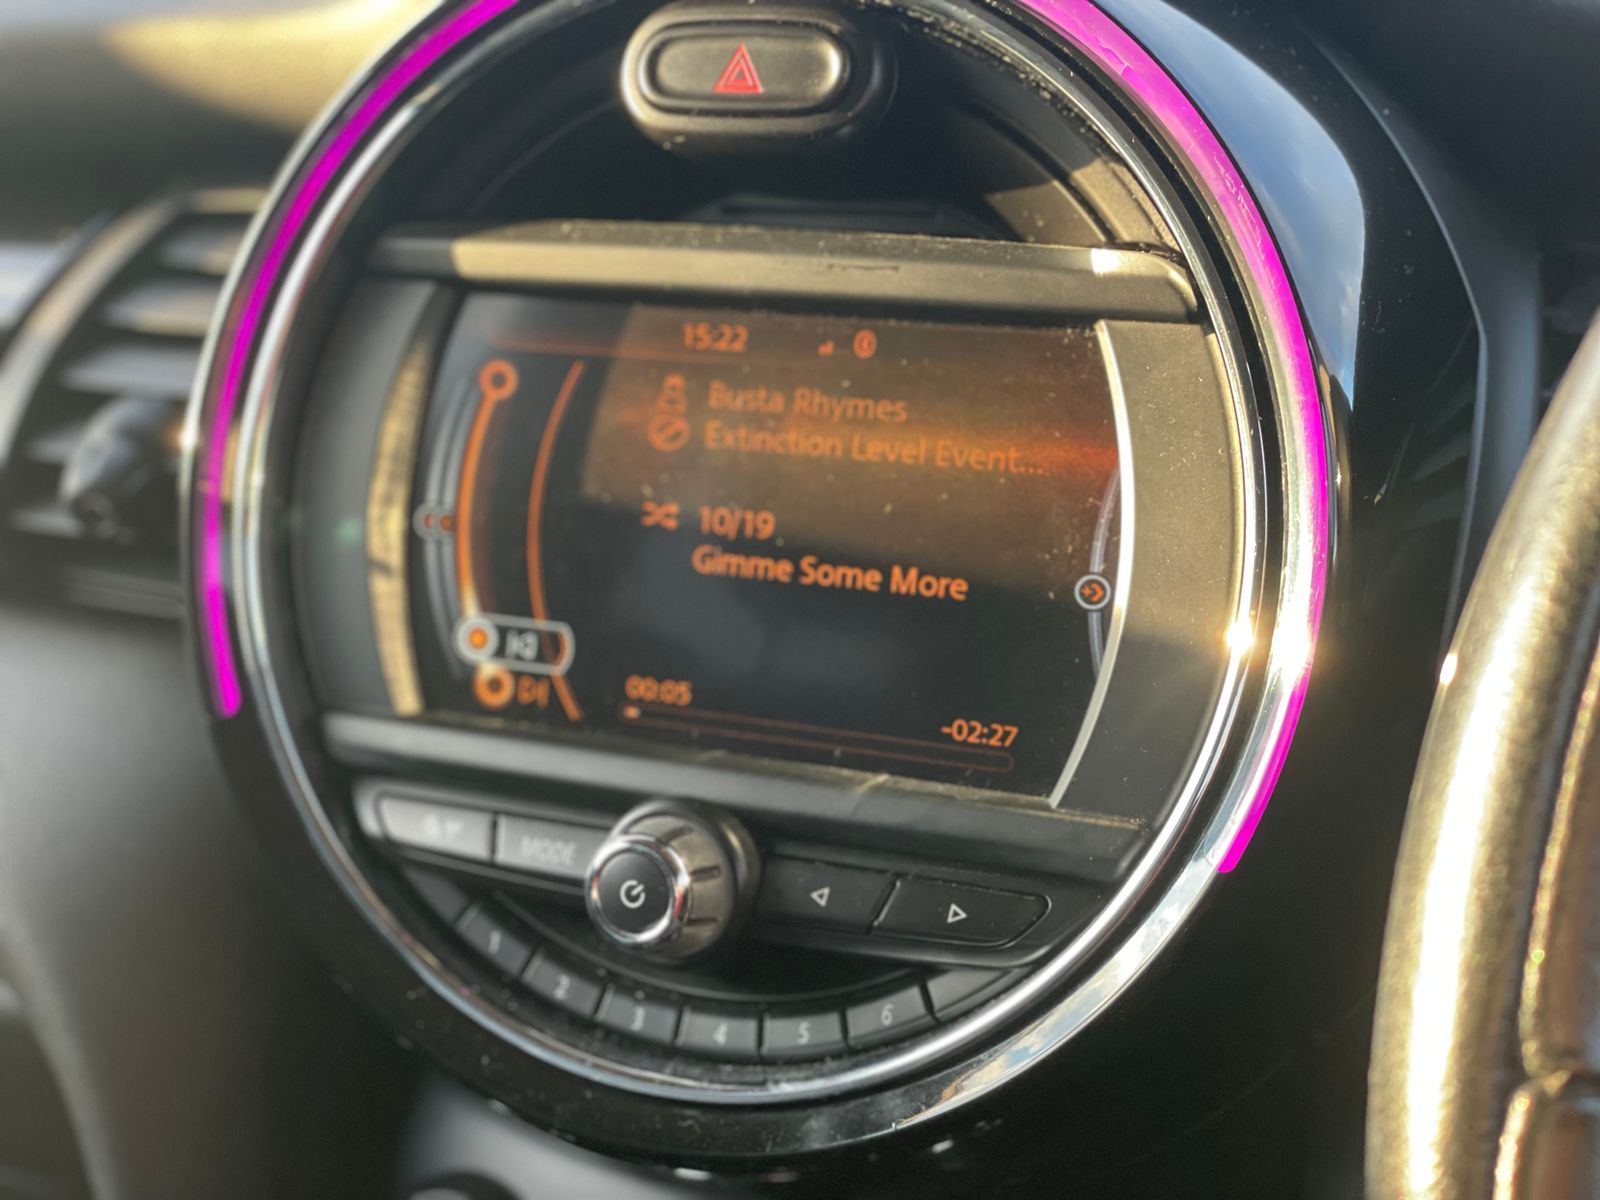 15:22
Busta Rhymes
Extinction Level Event...
10/19
Gimme Some More
00:05
-02:27
MODE
1
2
3
4
5
6